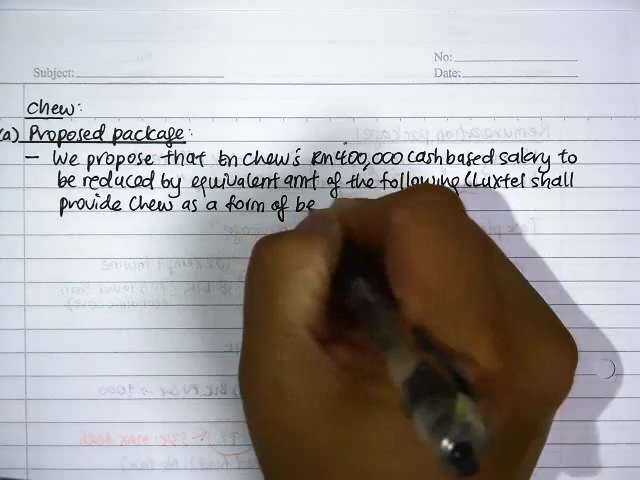 No:
Subject:
Date:
Chew:
(a) Proposed package:
- We propose that En Chew's RM400,000 cash based salary to
be reduced by equivalent amt of the following (Luxtel shall
provide Chew as a form of be